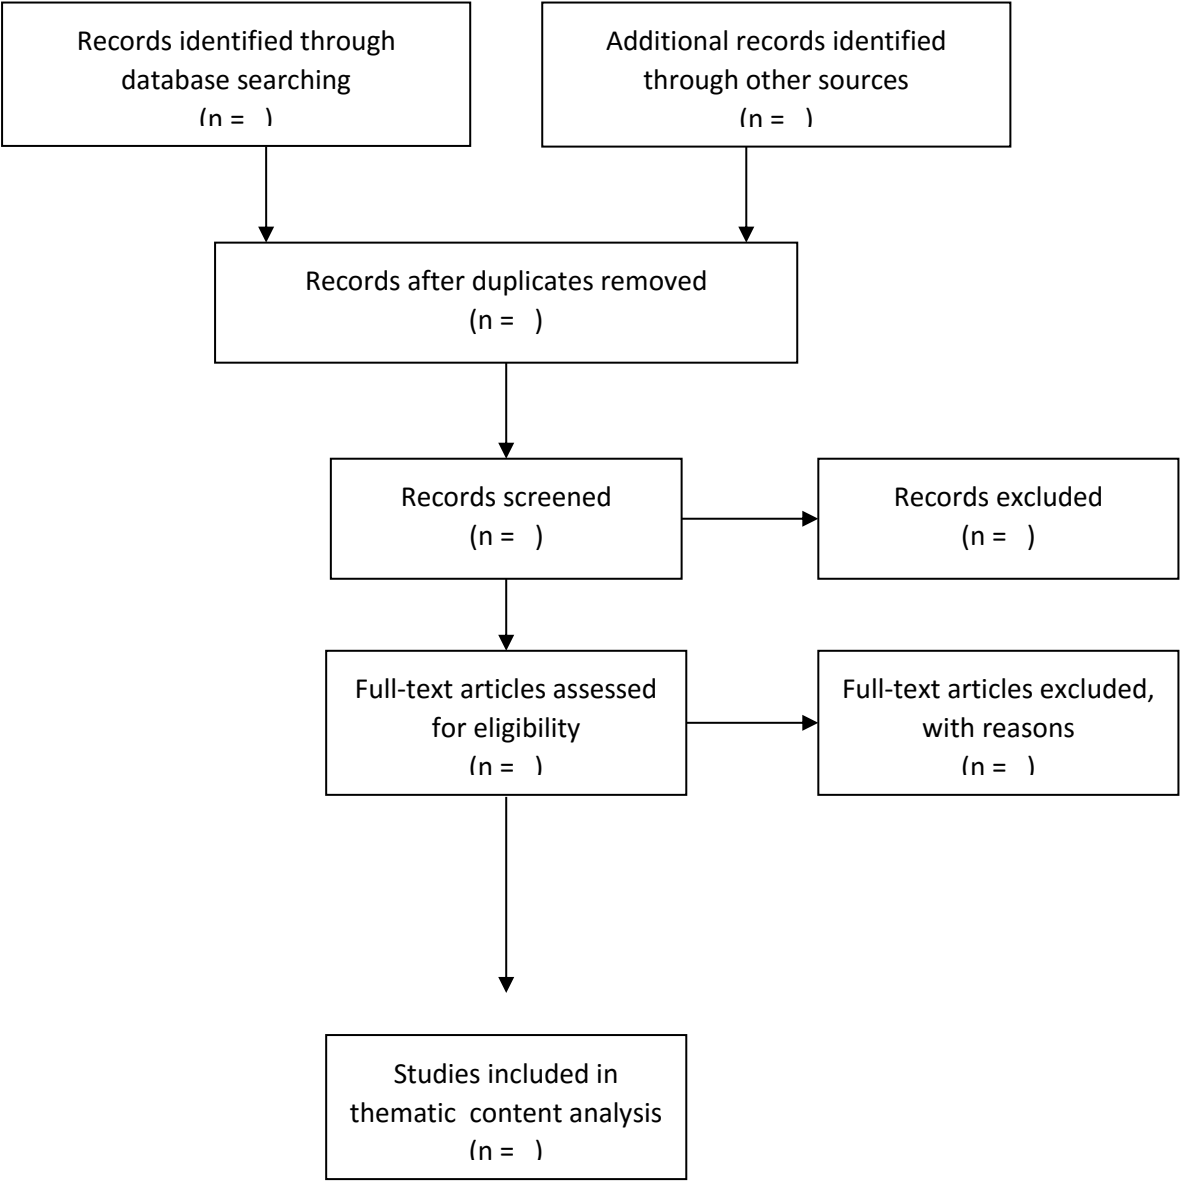 Records identified through
database searching
(n =   )
Additional records identified
through other sources
(n =   )
Records after duplicates removed
(n =   )
Records screened
(n =   )
Records excluded
(n =   )
Full-text articles assessed
for eligibility
(n =   )
Full-text articles excluded,
with reasons
(n =   )
Studies included in
thematic  content analysis
(n =   )